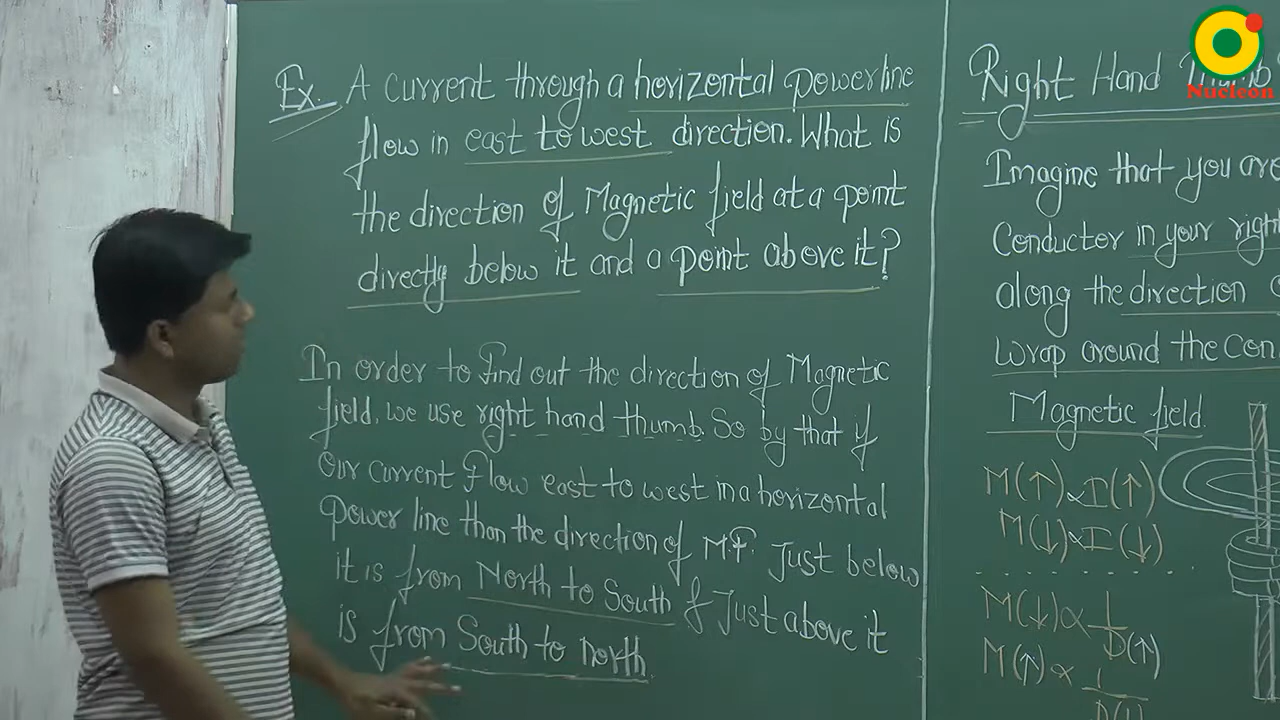 Ex. A current through a horizontal power line
flow in east to west direction. What is
the direction of Magnetic field at a point
directly below it and a point above it?
In order to find out the direction of Magnetic
field, we use right hand thumb. So by that if
our current flow east to west in a horizontal
power line than the direction of M.F. Just below
it is from North to South & Just above it
is from South to North.
Right Hand Thumb
Imagine that you are
Conductor in your right
along the direction
wrap around the Con
Magnetic field.
M(↑) ∝ I(↑)
M(↓) ∝ I(↓)
M(↓) ∝ 1/D(↑)
M(↑) ∝ 1/D(↓)
Nucleon